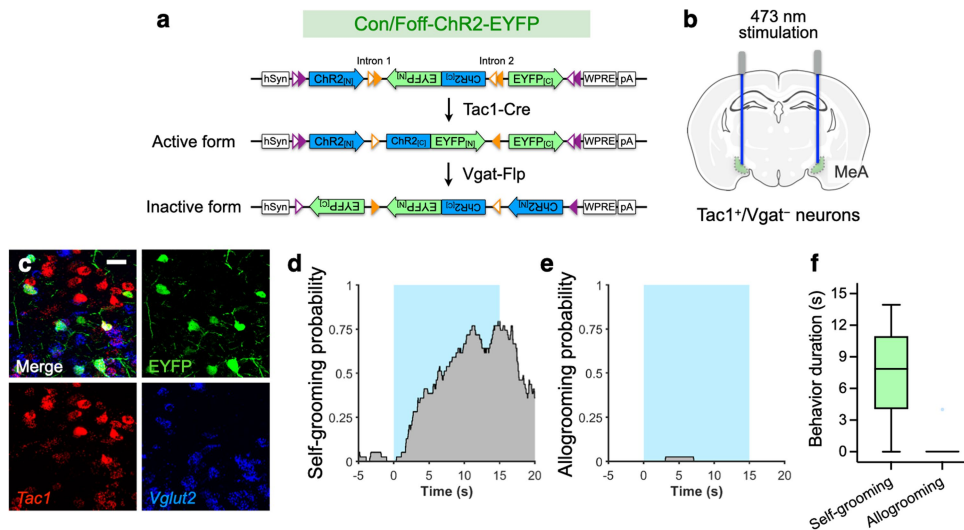 a
Con/Foff-ChR2-EYFP
Intron 1 Intron 2
hSyn ChR2[N] EYFP[N] ChR2[C] EYFP[C] WPRE pA
Tac1-Cre
Active form hSyn ChR2[N] ChR2[C] EYFP[N] EYFP[C] WPRE pA
Vgat-Flp
Inactive form hSyn EYFP[C] EYFP[N] ChR2[C] ChR2[N] WPRE pA
b
473 nm
stimulation
MeA
Tac1⁺/Vgat⁻ neurons
c
Merge
EYFP
Tac1
Vglut2
d
Self-grooming probability
1
0.75
0.5
0.25
0
-5 0 5 10 15 20
Time (s)
e
Allogrooming probability
1
0.75
0.5
0.25
0
-5 0 5 10 15 20
Time (s)
f
Behavior duration (s)
15
12
9
6
3
0
Self-grooming
Allogrooming